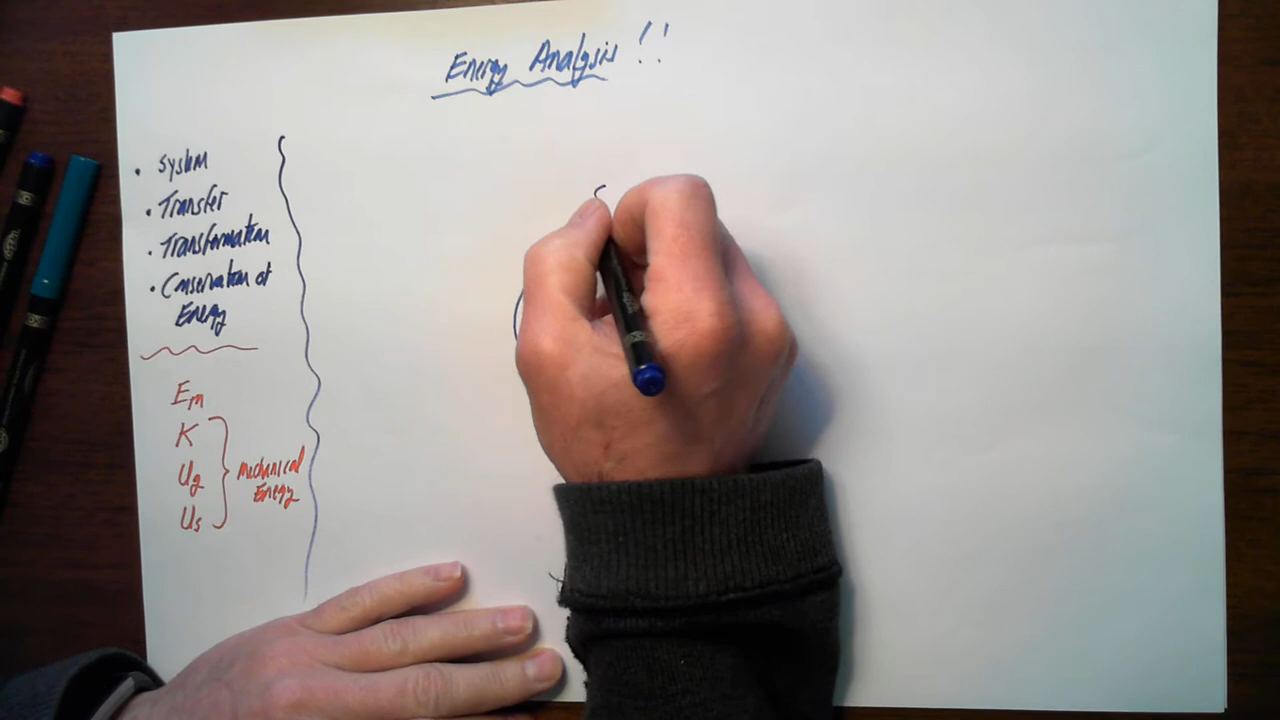 Energy Analysis !!
• System
• Transfer
• Transformation
• Conservation of
Energy
Em
K
Ug
Us
Mechanical
Energy